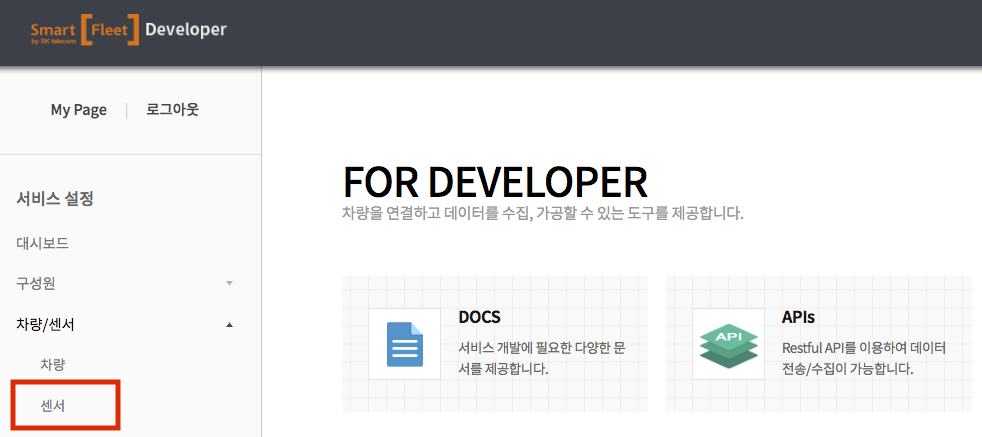 Smart [Fleet] Developer
by SK telecom
My Page | 로그아웃
서비스 설정
대시보드
구성원
차량/센서
차량
센서
FOR DEVELOPER
차량을 연결하고 데이터를 수집, 가공할 수 있는 도구를 제공합니다.
DOCS
서비스 개발에 필요한 다양한 문
서를 제공합니다.
API
APIs
Restful API를 이용하여 데이터
전송/수집이 가능합니다.